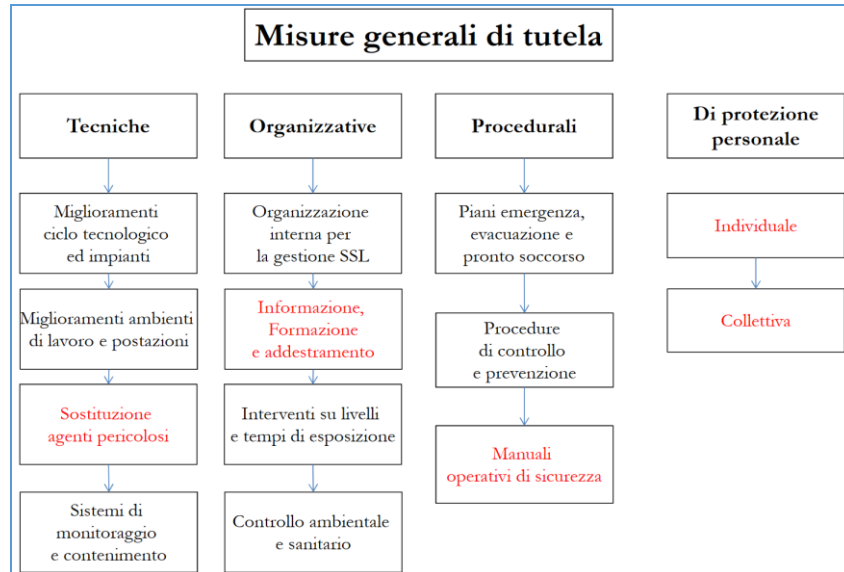 Misure generali di tutela
Tecniche
Miglioramenti
ciclo tecnologico
ed impianti
Miglioramenti ambienti
di lavoro e postazioni
Sostituzione
agenti pericolosi
Sistemi di
monitoraggio
e contenimento
Organizzative
Organizzazione
interna per
la gestione SSL
Informazione,
Formazione
e addestramento
Interventi su livelli
e tempi di esposizione
Controllo ambientale
e sanitario
Procedurali
Piani emergenza,
evacuazione e
pronto soccorso
Procedure
di controllo
e prevenzione
Manuali
operativi di sicurezza
Di protezione
personale
Individuale
Collettiva